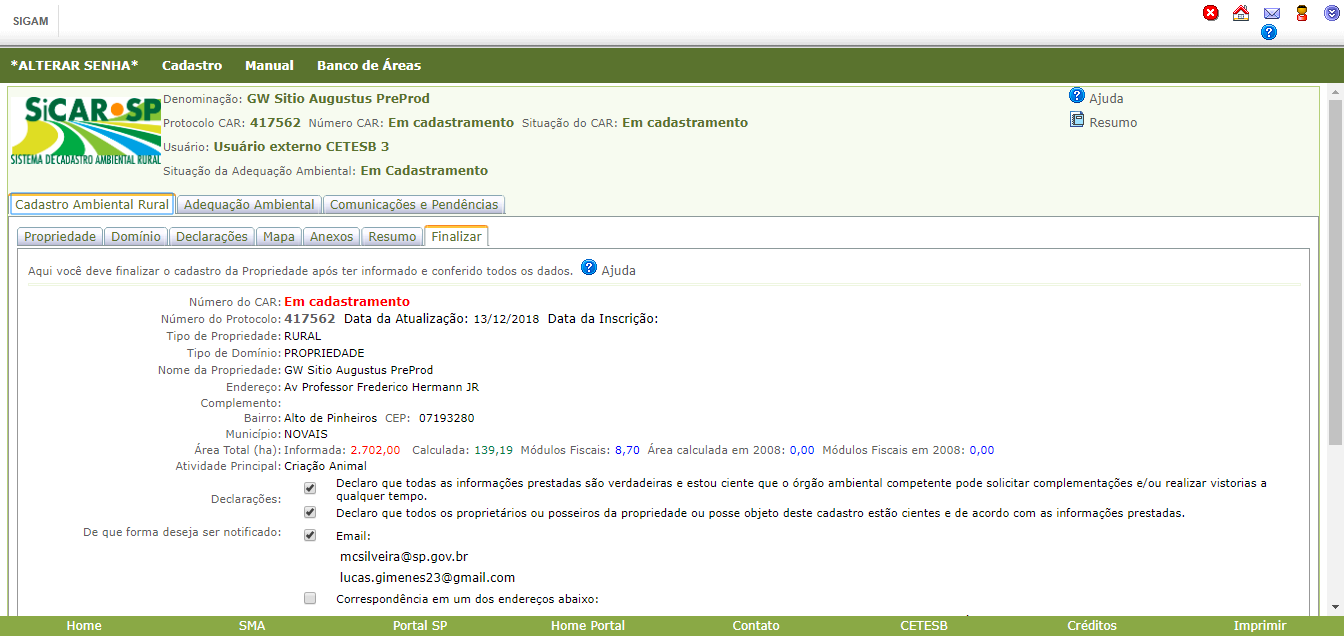 SIGAM
*ALTERAR SENHA* Cadastro Manual Banco de Áreas
SiCAR SP
SISTEMA DE CADASTRO AMBIENTAL RURAL
Denominação: GW Sitio Augustus PreProd
Ajuda
Protocolo CAR: 417562 Número CAR: Em cadastramento Situação do CAR: Em cadastramento
Resumo
Usuário: Usuário externo CETESB 3
Situação da Adequação Ambiental: Em Cadastramento
Cadastro Ambiental Rural Adequação Ambiental Comunicações e Pendências
Propriedade Domínio Declarações Mapa Anexos Resumo Finalizar
Aqui você deve finalizar o cadastro da Propriedade após ter informado e conferido todos os dados. Ajuda
Número do CAR: Em cadastramento
Número do Protocolo: 417562 Data da Atualização: 13/12/2018 Data da Inscrição:
Tipo de Propriedade: RURAL
Tipo de Domínio: PROPRIEDADE
Nome da Propriedade: GW Sitio Augustus PreProd
Endereço: Av Professor Frederico Hermann JR
Complemento:
Bairro: Alto de Pinheiros CEP: 07193280
Município: NOVAIS
Área Total (ha): Informada: 2.702,00 Calculada: 139,19 Módulos Fiscais: 8,70 Área calculada em 2008: 0,00 Módulos Fiscais em 2008: 0,00
Atividade Principal: Criação Animal
Declarações:
Declaro que todas as informações prestadas são verdadeiras e estou ciente que o órgão ambiental competente pode solicitar complementações e/ou realizar vistorias a
qualquer tempo.
Declaro que todos os proprietários ou posseiros da propriedade ou posse objeto deste cadastro estão cientes e de acordo com as informações prestadas.
De que forma deseja ser notificado: Email:
mcsilveira@sp.gov.br
lucas.gimenes23@gmail.com
Correspondência em um dos endereços abaixo:
Home SMA Portal SP Home Portal Contato CETESB Créditos Imprimir